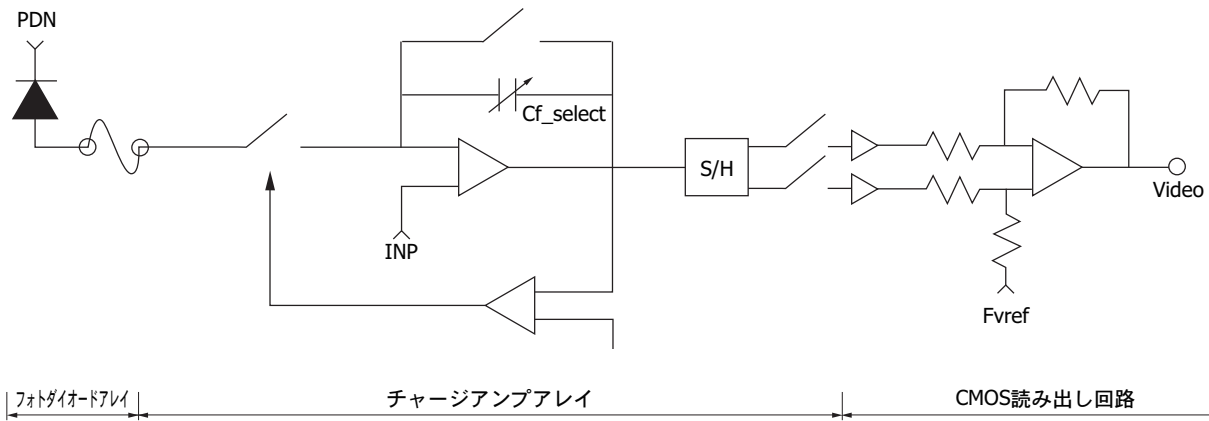 PDN
Cf_select
S/H
INP
Video
Fvref
フォトダイオードアレイ
チャージアンプアレイ
CMOS読み出し回路